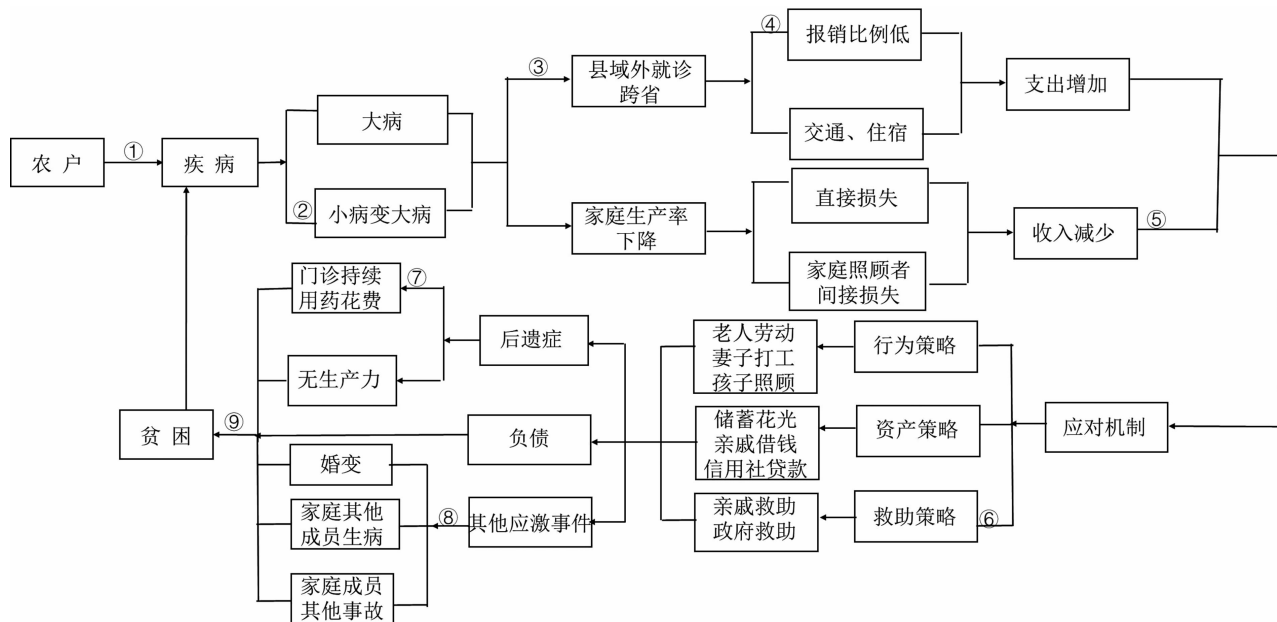 农 户
①
疾 病
大病
②
小病变大病
③
县域外就诊
跨省
④
报销比例低
交通、住宿
支出增加
家庭生产率
下降
直接损失
家庭照顾者
间接损失
收入减少
⑤
应对机制
行为策略
资产策略
救助策略
⑥
老人劳动
妻子打工
孩子照顾
储蓄花光
亲戚借钱
信用社贷款
亲戚救助
政府救助
后遗症
负债
其他应激事件
⑦
门诊持续
用药花费
无生产力
⑧
婚变
家庭其他
成员生病
家庭成员
其他事故
⑨
贫 困